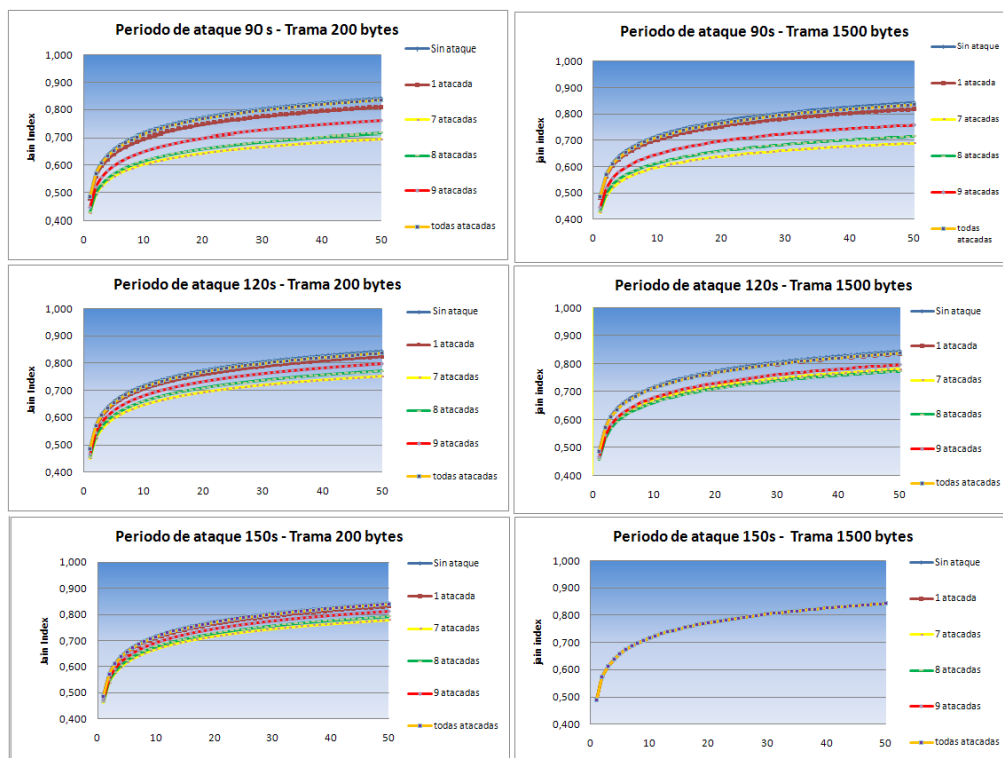 Periodo de ataque 90 s - Trama 200 bytes
Jain Index
1,000
0,900
0,800
0,700
0,600
0,500
0,400
0
10
20
30
40
50
Sin ataque
1 atacada
7 atacadas
8 atacadas
9 atacadas
todas atacadas
Periodo de ataque 90s - Trama 1500 bytes
jain index
1,000
0,900
0,800
0,700
0,600
0,500
0,400
0
10
20
30
40
50
Sin ataque
1 atacada
7 atacadas
8 atacadas
9 atacadas
todas
atacadas
Periodo de ataque 120s - Trama 200 bytes
Jain Index
1,000
0,900
0,800
0,700
0,600
0,500
0,400
0
10
20
30
40
50
Sin ataque
1 atacada
7 atacadas
8 atacadas
9 atacadas
todas atacadas
Periodo de ataque 120s - Trama 1500 bytes
jain index
1,000
0,900
0,800
0,700
0,600
0,500
0,400
0
10
20
30
40
50
Sin ataque
1 atacada
7 atacadas
8 atacadas
9 atacadas
todas atacadas
Periodo de ataque 150s - Trama 200 bytes
Jain index
1,000
0,900
0,800
0,700
0,600
0,500
0,400
0
10
20
30
40
50
Sin ataque
1 atacada
7 atacadas
8 atacadas
9 atacadas
todas atacadas
Periodo de ataque 150s - Trama 1500 bytes
jain index
1,000
0,900
0,800
0,700
0,600
0,500
0,400
0
10
20
30
40
50
Sin ataque
1 atacada
7 atacadas
8 atacadas
9 atacadas
todas atacadas